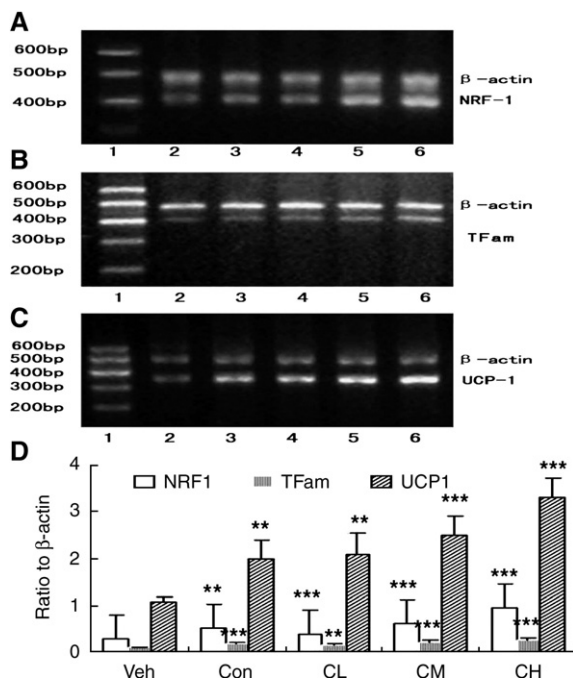 A
600bp
500bp
400bp
β-actin
NRF-1
1 2 3 4 5 6
B
600bp
500bp
400bp
300bp
200bp
β-actin
TFam
1 2 3 4 5 6
C
600bp
500bp
400bp
300bp
200bp
β-actin
UCP-1
1 2 3 4 5 6
D
NRF1 TFam UCP1
Ratio to β-actin
4
3
2
1
0
** *** **
*** ** **
*** *** ***
*** *** ***
Veh Con CL CM CH